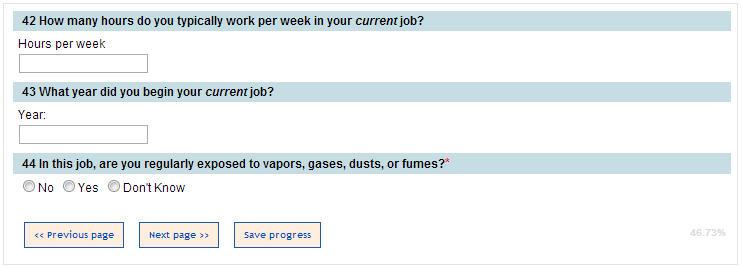 42 How many hours do you typically work per week in your current job?
Hours per week
43 What year did you begin your current job?
Year:
44 In this job, are you regularly exposed to vapors, gases, dusts, or fumes?*
No Yes Don't Know
<< Previous page Next page >> Save progress 46.73%